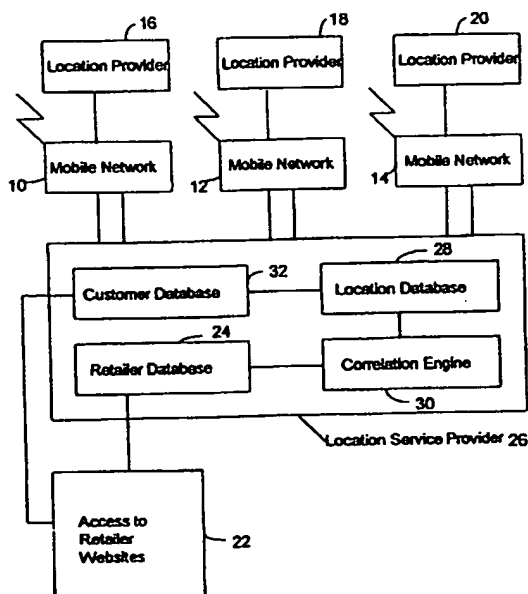 16
18
20
Location Provider
Location Provider
Location Provider
Mobile Network
Mobile Network
Mobile Network
10
12
14
28
32
Customer Database
Location Database
24
Retailer Database
Correlation Engine
30
Location Service Provider 26
Access to
Retailer
Websites
22